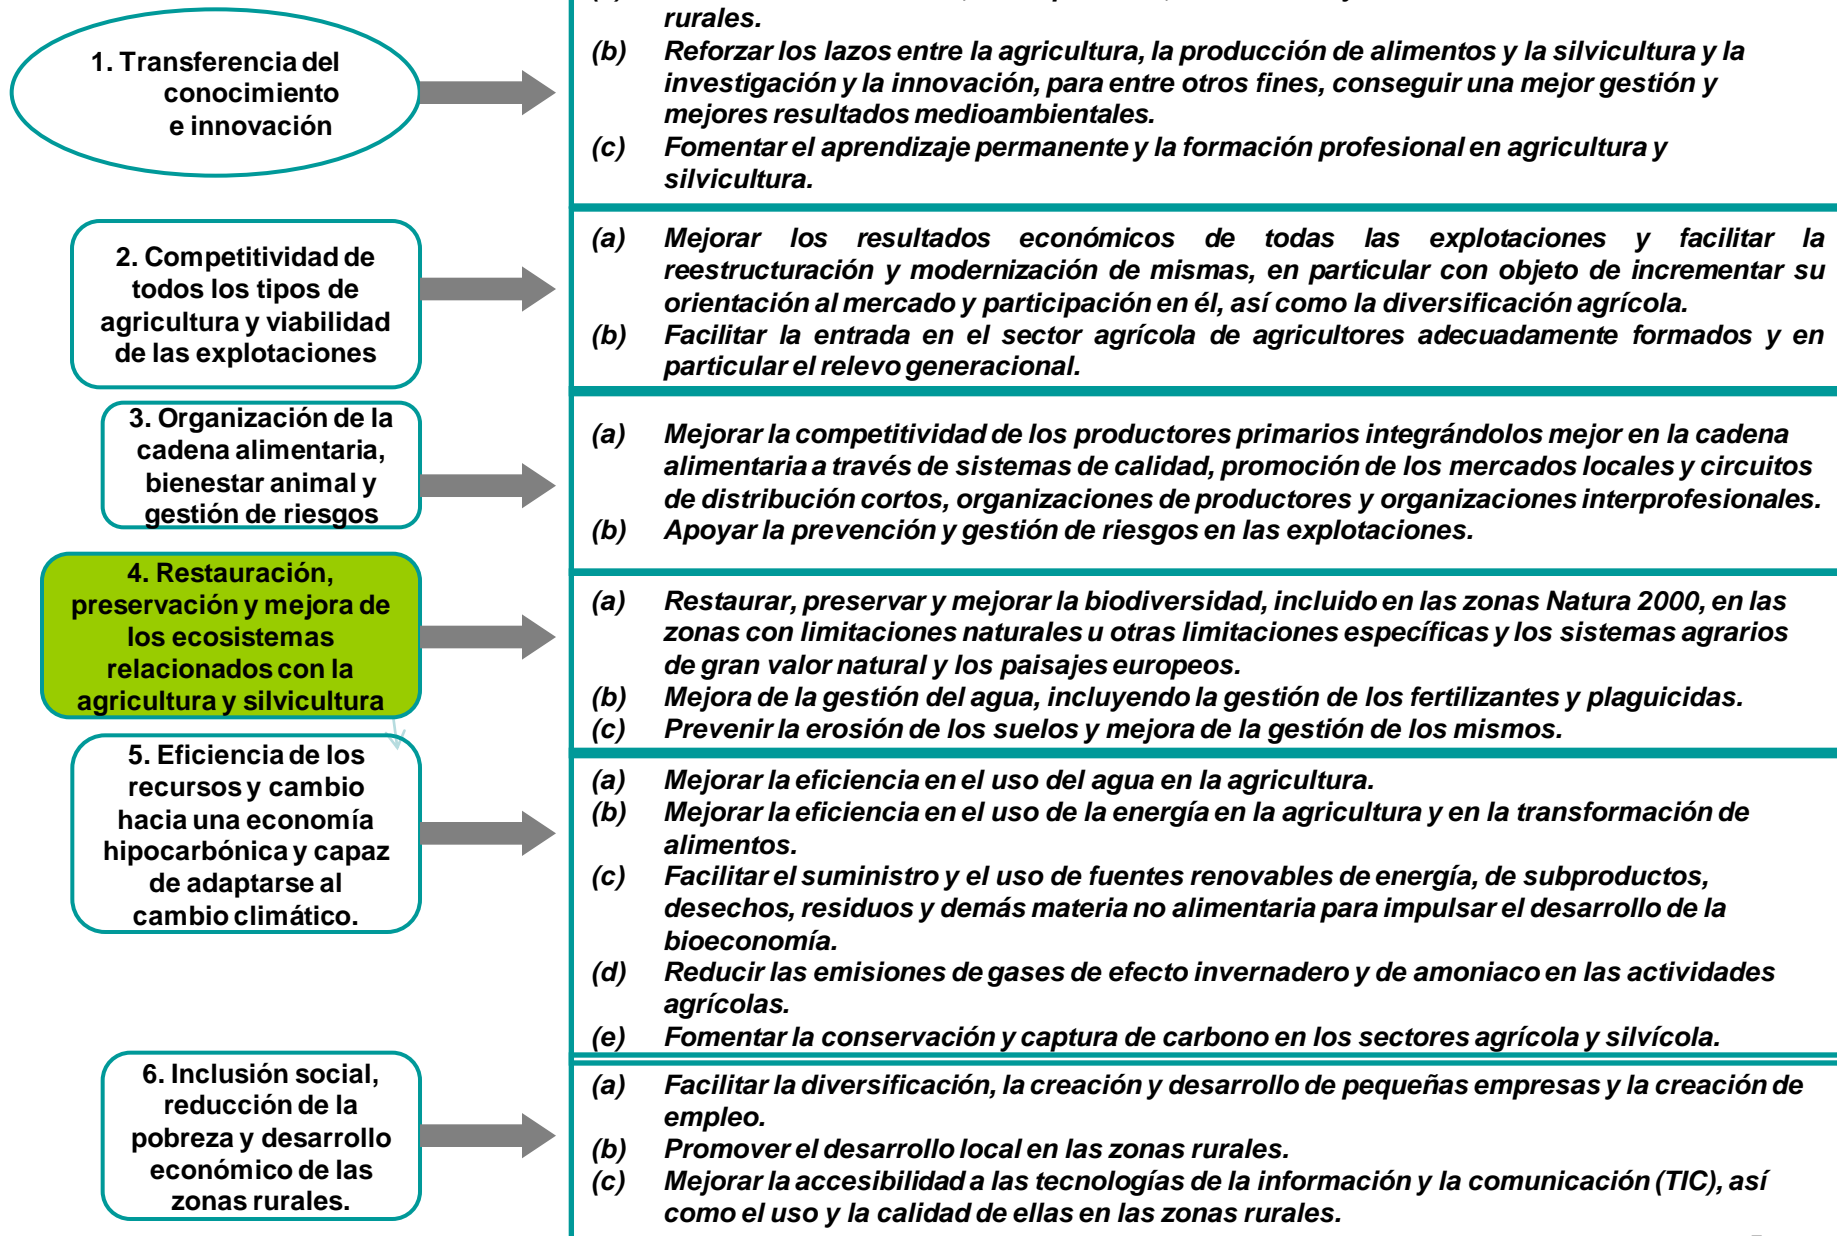 rurales.
1. Transferencia del
conocimiento
e innovación
(b) Reforzar los lazos entre la agricultura, la producción de alimentos y la silvicultura y la
investigación y la innovación, para entre otros fines, conseguir una mejor gestión y
mejores resultados medioambientales.
(c) Fomentar el aprendizaje permanente y la formación profesional en agricultura y
silvicultura.
2. Competitividad de
todos los tipos de
agricultura y viabilidad
de las explotaciones
(a) Mejorar los resultados económicos de todas las explotaciones y facilitar la
reestructuración y modernización de mismas, en particular con objeto de incrementar su
orientación al mercado y participación en él, así como la diversificación agrícola.
(b) Facilitar la entrada en el sector agrícola de agricultores adecuadamente formados y en
particular el relevo generacional.
3. Organización de la
cadena alimentaria,
bienestar animal y
gestión de riesgos
(a) Mejorar la competitividad de los productores primarios integrándolos mejor en la cadena
alimentaria a través de sistemas de calidad, promoción de los mercados locales y circuitos
de distribución cortos, organizaciones de productores y organizaciones interprofesionales.
(b) Apoyar la prevención y gestión de riesgos en las explotaciones.
4. Restauración,
preservación y mejora de
los ecosistemas
relacionados con la
agricultura y silvicultura
(a) Restaurar, preservar y mejorar la biodiversidad, incluido en las zonas Natura 2000, en las
zonas con limitaciones naturales u otras limitaciones específicas y los sistemas agrarios
de gran valor natural y los paisajes europeos.
(b) Mejora de la gestión del agua, incluyendo la gestión de los fertilizantes y plaguicidas.
(c) Prevenir la erosión de los suelos y mejora de la gestión de los mismos.
5. Eficiencia de los
recursos y cambio
hacia una economía
hipocarbónica y capaz
de adaptarse al
cambio climático.
(a) Mejorar la eficiencia en el uso del agua en la agricultura.
(b) Mejorar la eficiencia en el uso de la energía en la agricultura y en la transformación de
alimentos.
(c) Facilitar el suministro y el uso de fuentes renovables de energía, de subproductos,
desechos, residuos y demás materia no alimentaria para impulsar el desarrollo de la
bioeconomía.
(d) Reducir las emisiones de gases de efecto invernadero y de amoniaco en las actividades
agrícolas.
(e) Fomentar la conservación y captura de carbono en los sectores agrícola y silvícola.
6. Inclusión social,
reducción de la
pobreza y desarrollo
económico de las
zonas rurales.
(a) Facilitar la diversificación, la creación y desarrollo de pequeñas empresas y la creación de
empleo.
(b) Promover el desarrollo local en las zonas rurales.
(c) Mejorar la accesibilidad a las tecnologías de la información y la comunicación (TIC), así
como el uso y la calidad de ellas en las zonas rurales.